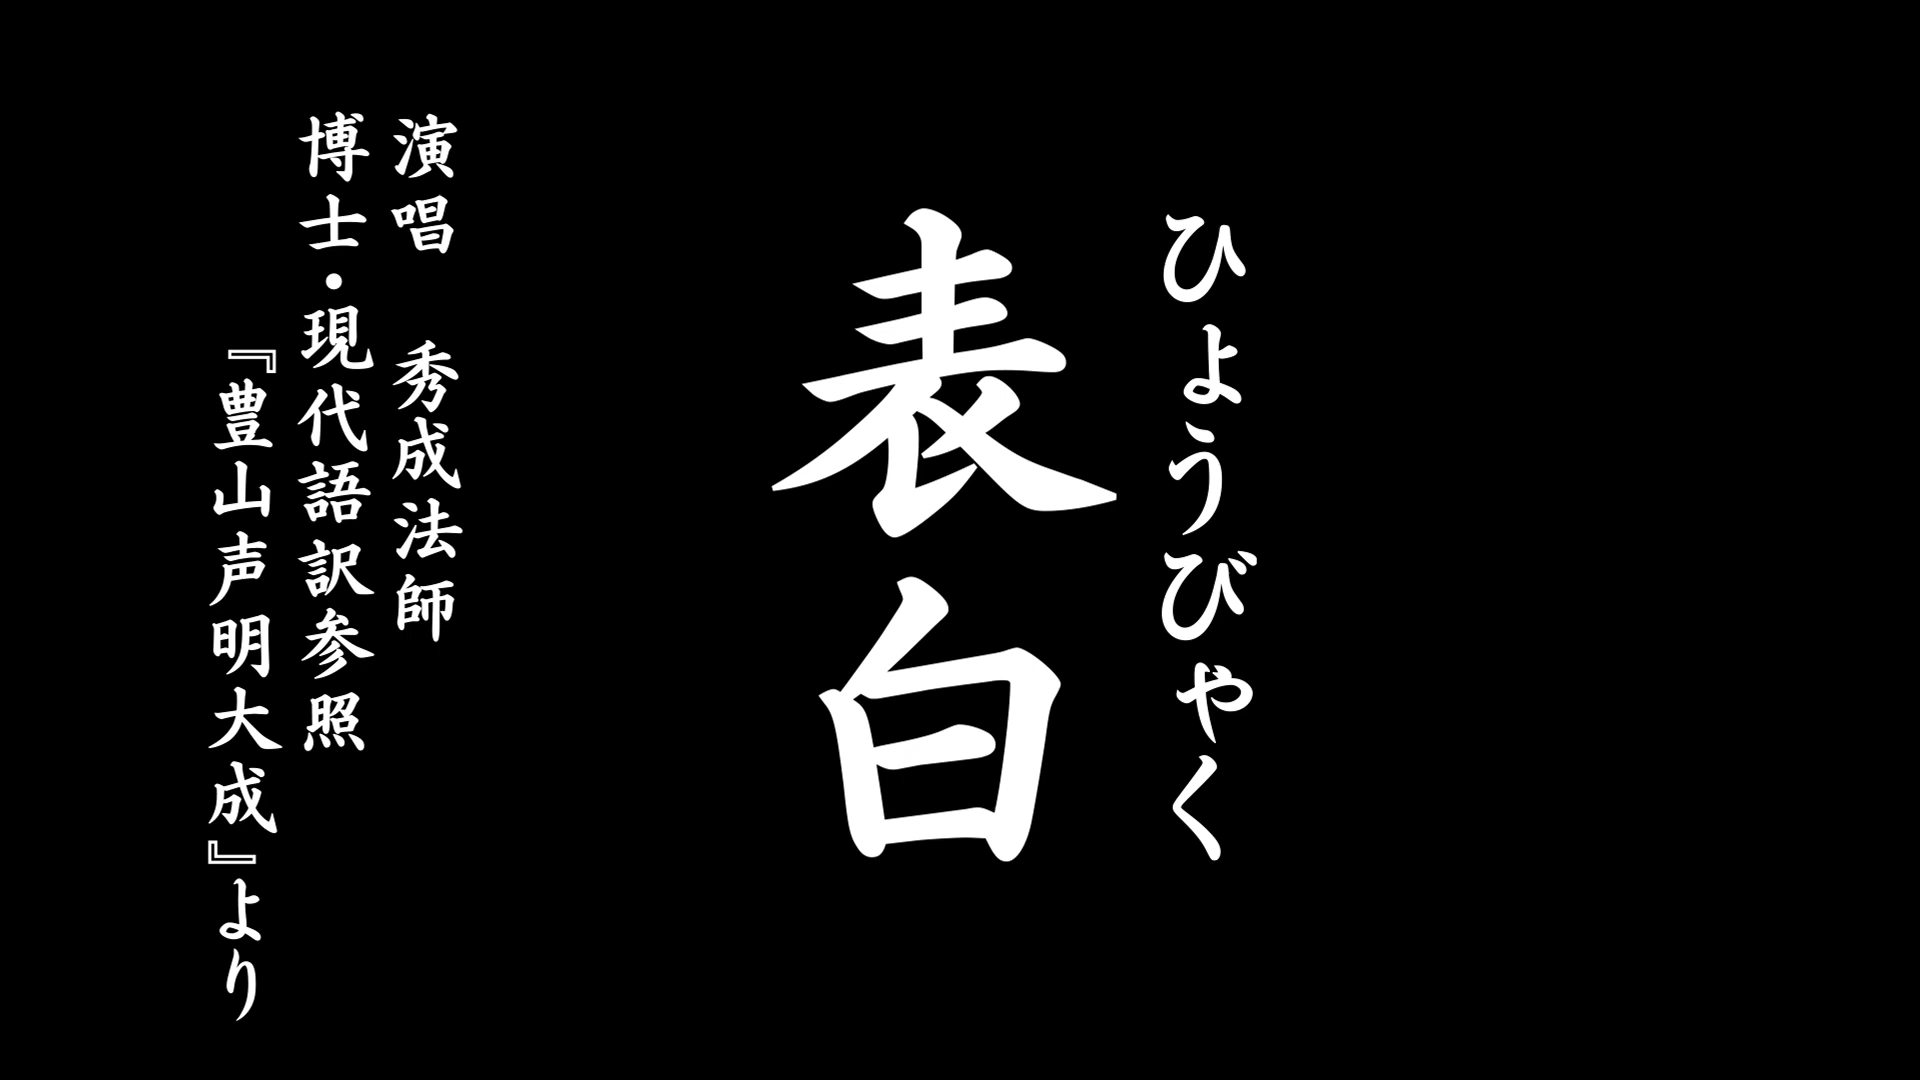 ひょうびゃく
表白
演唱　秀成法師
博士・現代語訳参照
『豊山声明大成』より